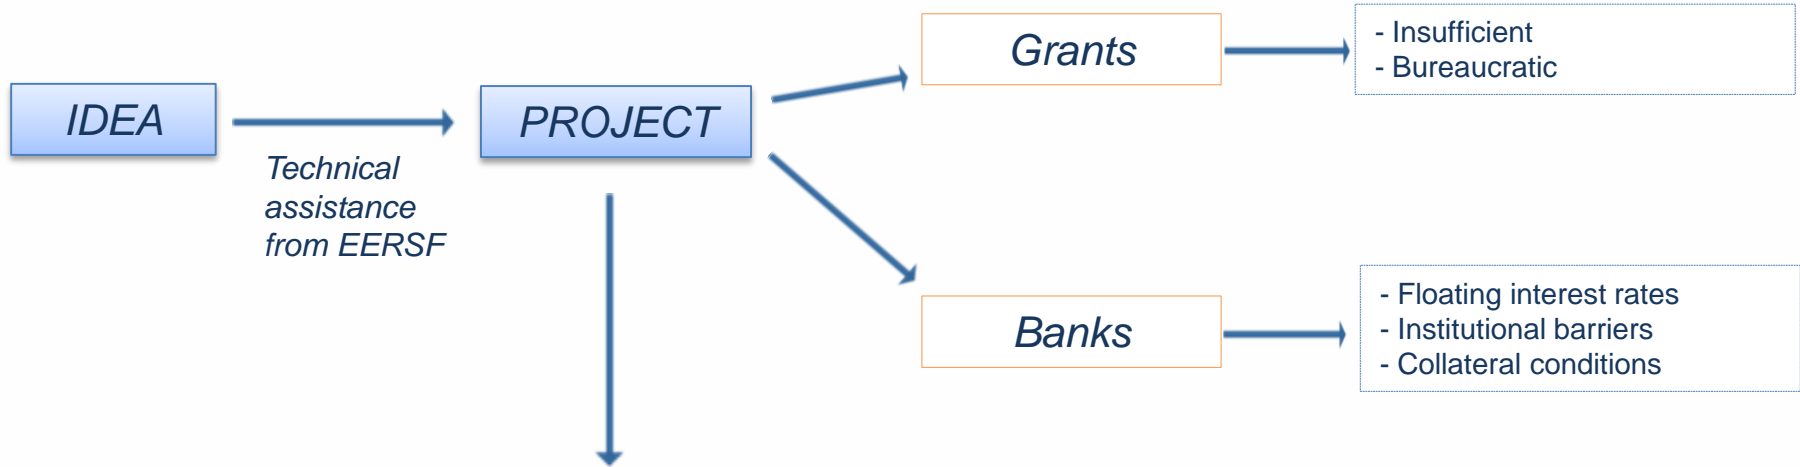 IDEA
Technical
assistance
from EERSF
PROJECT
Grants
- Insufficient
- Bureaucratic
Banks
- Floating interest rates
- Institutional barriers
- Collateral conditions